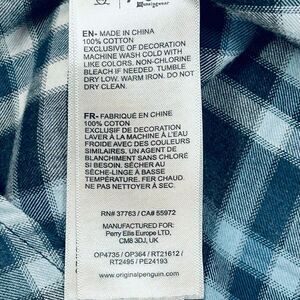 Munsingwear
EN- MADE IN CHINA
100% COTTON
EXCLUSIVE OF DECORATION
MACHINE WASH COLD WITH
LIKE COLORS. NON-CHLORINE
BLEACH IF NEEDED. TUMBLE
DRY LOW. WARM IRON. DO NOT
DRY CLEAN.
FR- FABRIQUÉ EN CHINE
100% COTON
EXCLUSIF DE DECORATION
LAVER À LA MACHINE À L'EAU
FROIDE AVEC DES COULEURS
SIMILAIRES. UN AGENT DE
BLANCHIMENT SANS CHLORE
SI BESOIN. SÉCHER AU
SÈCHE-LINGE À BASSE
TEMPÉRATURE. FER CHAUD.
NE PAS NETTOYER À SEC.
RN# 37763 / CA# 55972
MANUFACTURED FOR:
Perry Ellis Europe LTD,
CM8 3DJ, UK
OP4735 / OP364 / RT21612 /
RT2495 / PE24193
www.originalpenguin.com